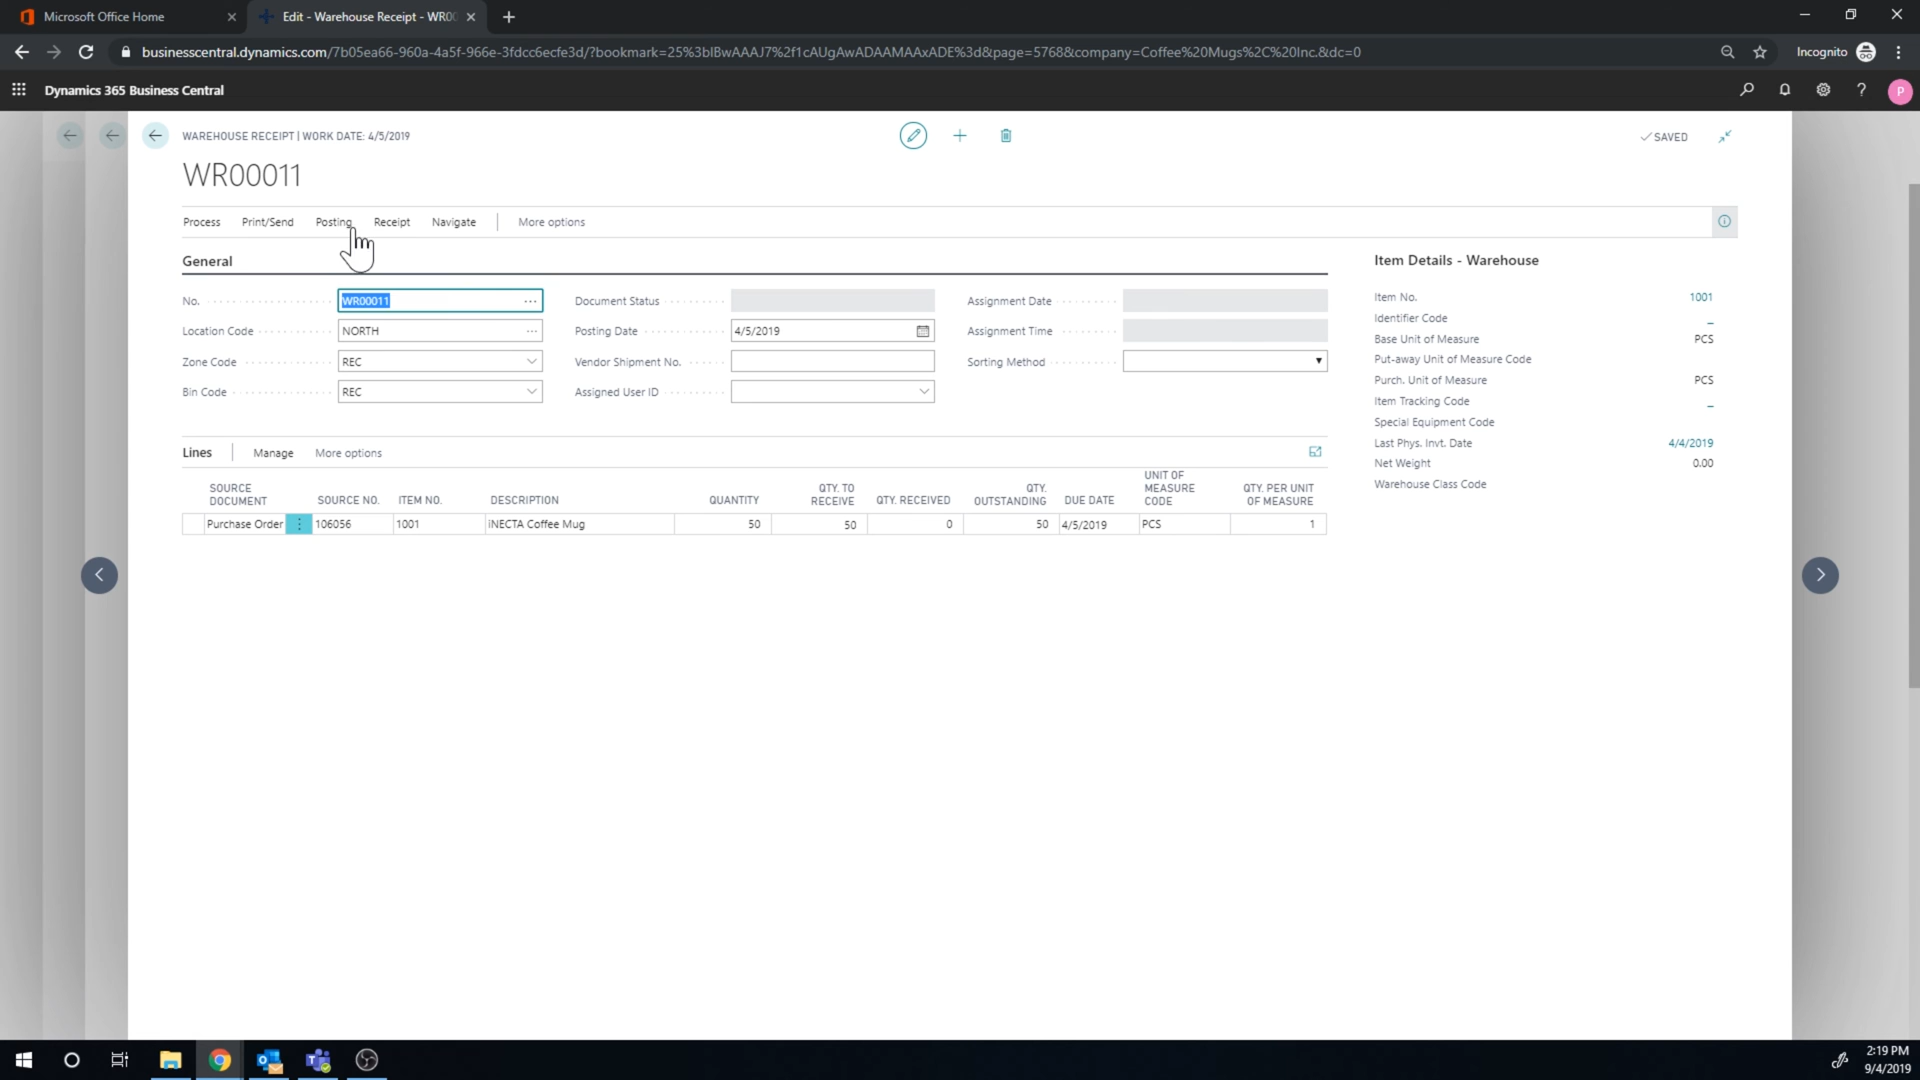 Microsoft Office Home
Edit - Warehouse Receipt - WR00
businesscentral.dynamics.com/7b05ea66-960a-4a5f-966e-3fdcc6ecfe3d/?bookmark=25%3bIBwAAAJ7%2f1cAUgAwADAAMAAxADE%3d&page=5768&company=Coffee%20Mugs%2C%20Inc.&dc=0
Incognito
Dynamics 365 Business Central
P
WAREHOUSE RECEIPT | WORK DATE: 4/5/2019
SAVED
WR00011
Process Print/Send Posting Receipt Navigate More options
General
No. WR00011
Location Code NORTH
Zone Code REC
Bin Code REC
Document Status
Posting Date 4/5/2019
Vendor Shipment No.
Assigned User ID
Assignment Date
Assignment Time
Sorting Method
Lines Manage More options
SOURCE DOCUMENT SOURCE NO. ITEM NO. DESCRIPTION QUANTITY QTY. TO RECEIVE QTY. RECEIVED QTY. OUTSTANDING DUE DATE UNIT OF MEASURE CODE QTY. PER UNIT OF MEASURE
Purchase Order 106056 1001 iNECTA Coffee Mug 50 50 0 50 4/5/2019 PCS 1
Item Details - Warehouse
Item No. 1001
Identifier Code _
Base Unit of Measure PCS
Put-away Unit of Measure Code
Purch. Unit of Measure PCS
Item Tracking Code _
Special Equipment Code
Last Phys. Invt. Date 4/4/2019
Net Weight 0.00
Warehouse Class Code
2:19 PM
9/4/2019